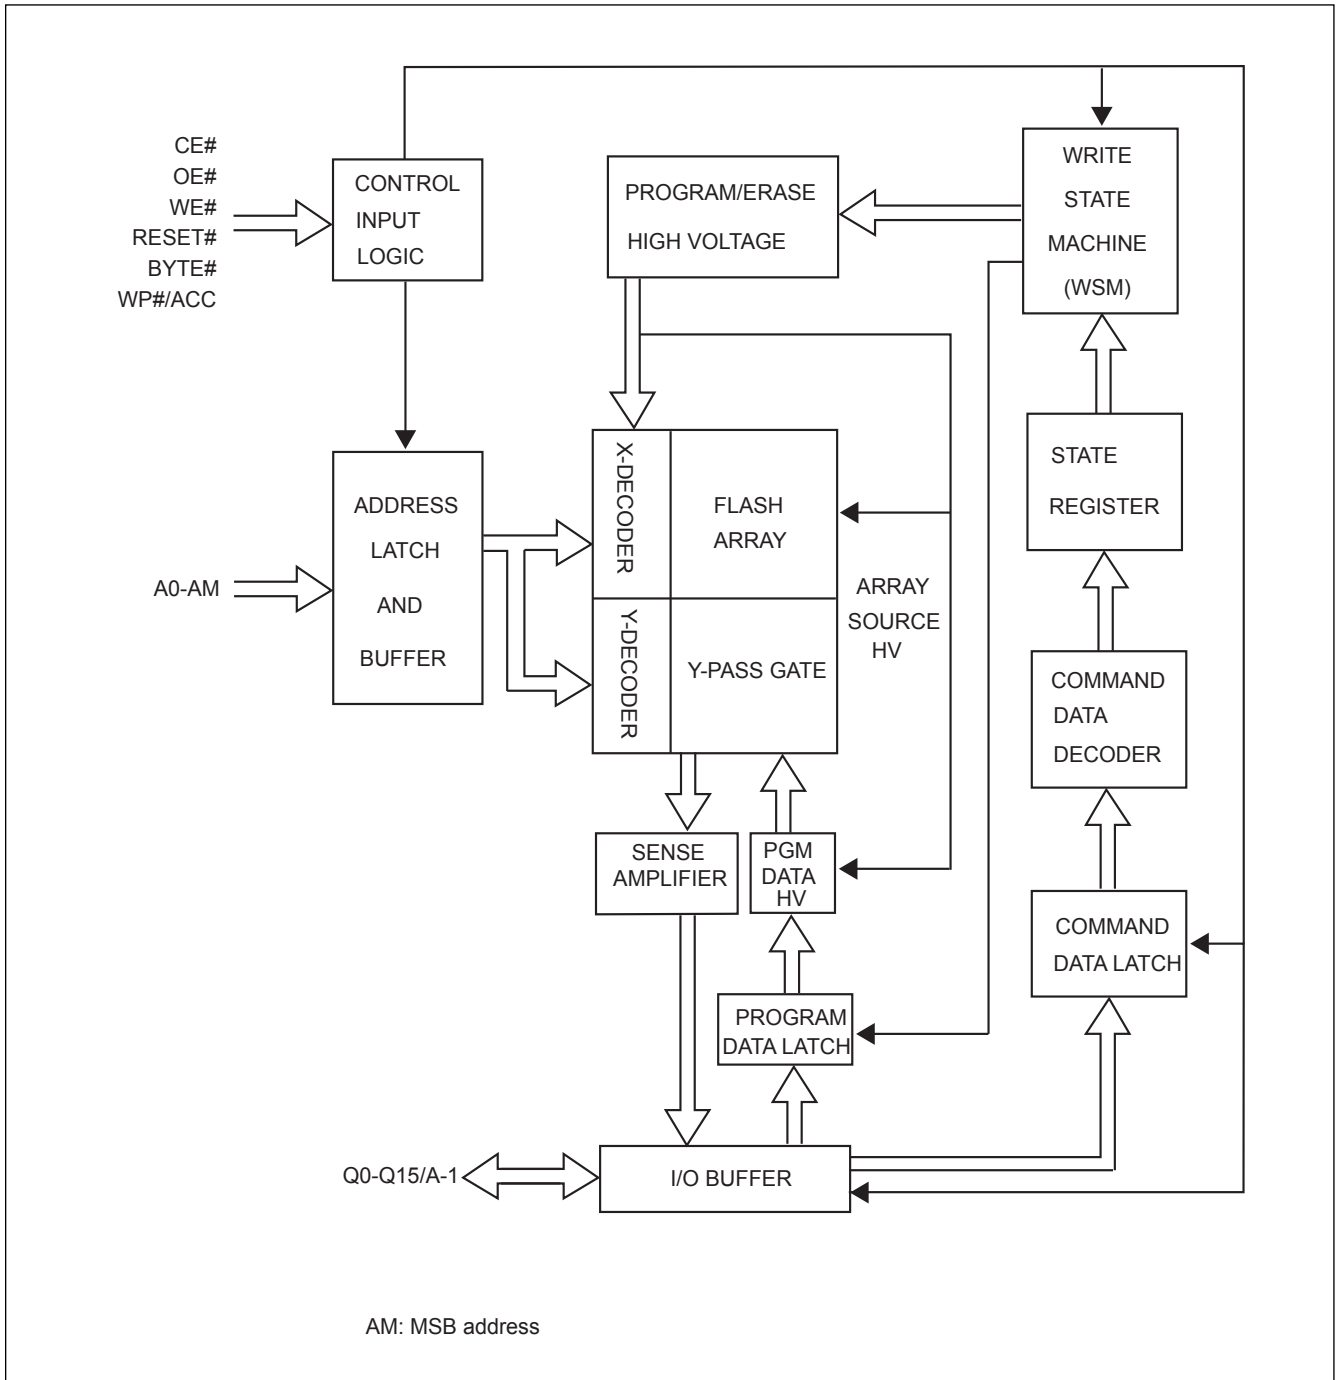 CE#
OE#
WE#
RESET#
BYTE#
WP#/ACC
CONTROL
INPUT
LOGIC
PROGRAM/ERASE
HIGH VOLTAGE
WRITE
STATE
MACHINE
(WSM)
A0-AM
ADDRESS
LATCH
AND
BUFFER
X-DECODER
FLASH
ARRAY
Y-DECODER
Y-PASS GATE
ARRAY
SOURCE
HV
STATE
REGISTER
COMMAND
DATA
DECODER
SENSE
AMPLIFIER
PGM
DATA
HV
COMMAND
DATA LATCH
PROGRAM
DATA LATCH
Q0-Q15/A-1
I/O BUFFER
AM: MSB address